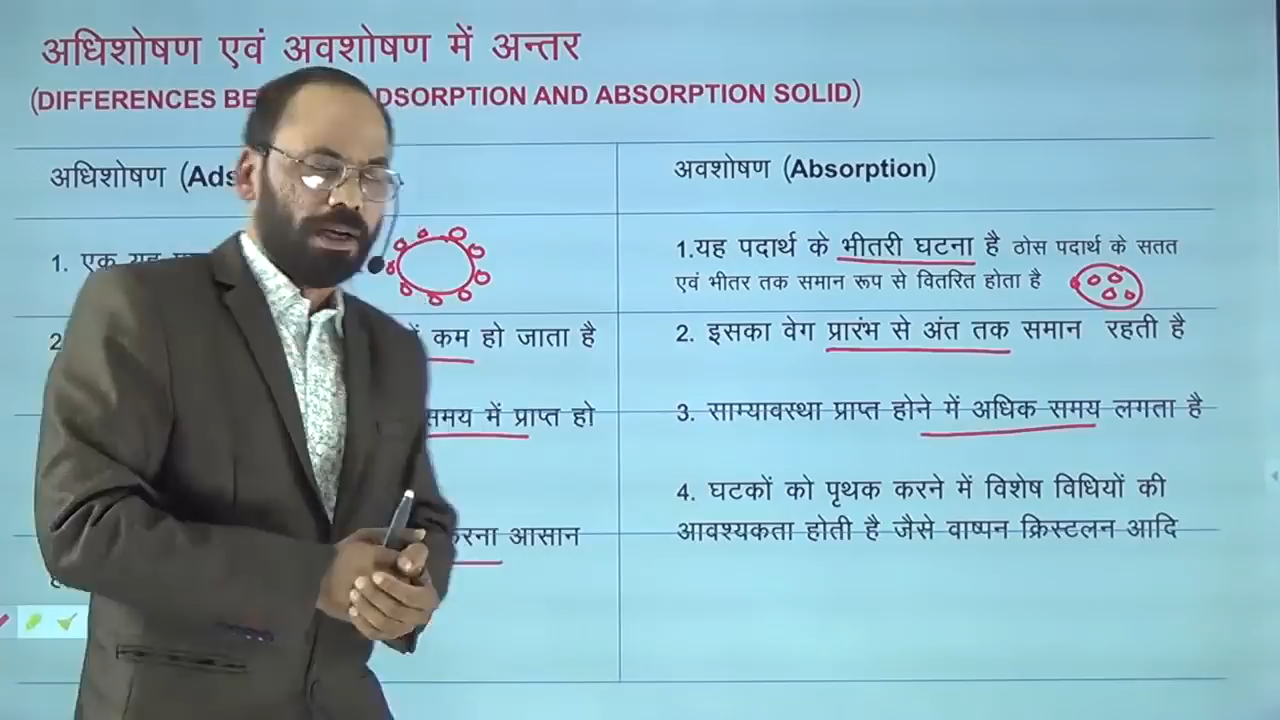 अधिशोषण एवं अवशोषण में अन्तर
(DIFFERENCES BE DSORPTION AND ABSORPTION SOLID)
अधिशोषण (Ads
अवशोषण (Absorption)
1. एक यह
1.यह पदार्थ के भीतरी घटना है ठोस पदार्थ के सतत
एवं भीतर तक समान रूप से वितरित होता है
2
कम हो जाता है
2. इसका वेग प्रारंभ से अंत तक समान रहती है
समय में प्राप्त हो
3. साम्यावस्था प्राप्त होने में अधिक समय लगता है
करना आसान
4. घटकों को पृथक करने में विशेष विधियों की
आवश्यकता होती है जैसे वाष्पन क्रिस्टलन आदि